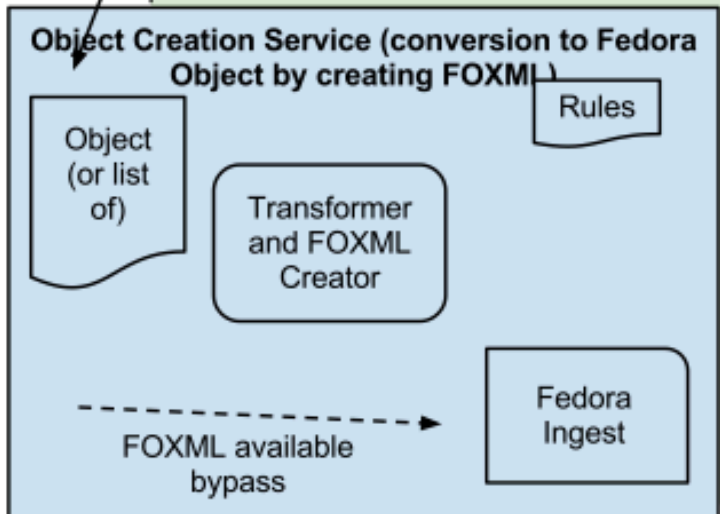 Object Creation Service (conversion to Fedora
Object by creating FOXML)
Rules
Object
(or list
of)
Transformer
and FOXML
Creator
Fedora
Ingest
FOXML available
bypass